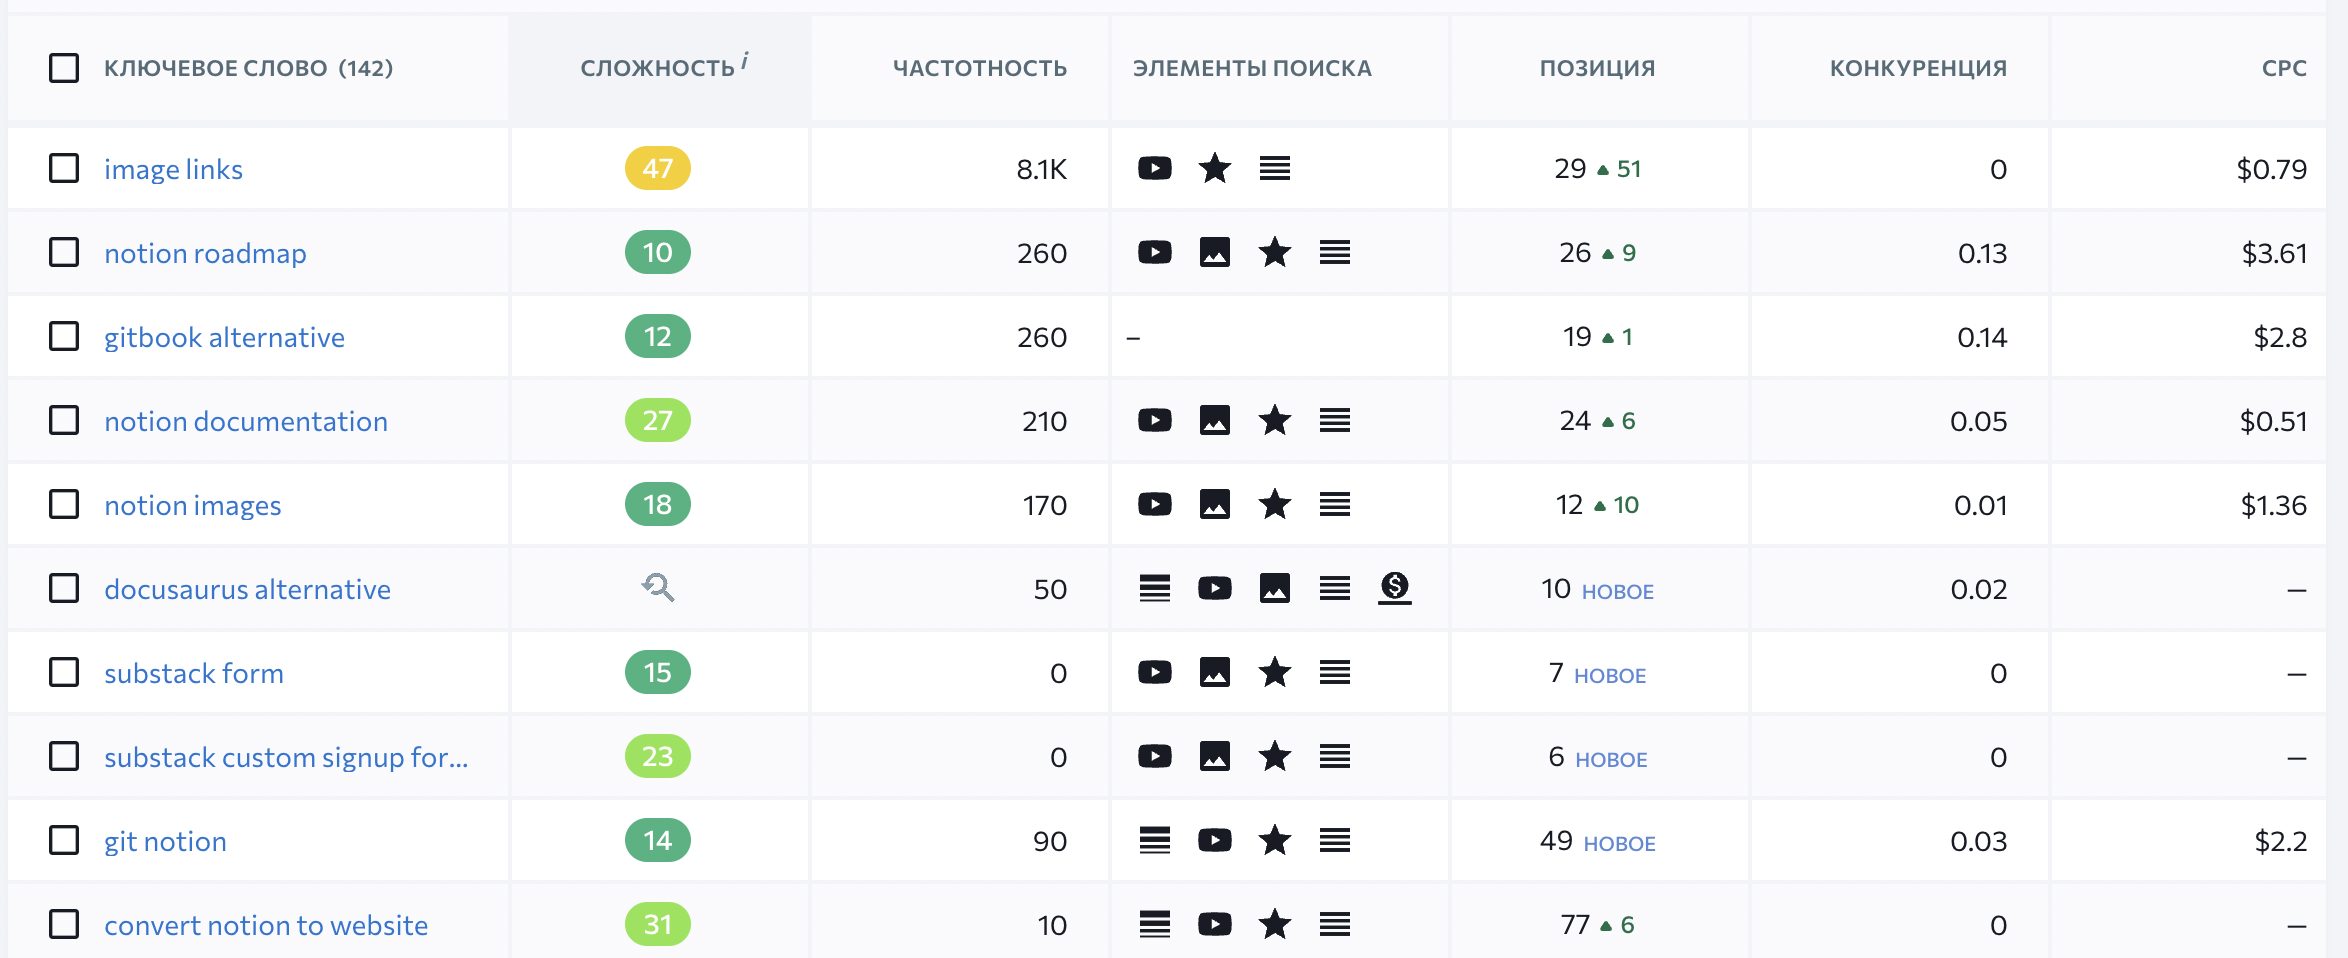 КЛЮЧЕВОЕ СЛОВО (142) СЛОЖНОСТЬ i ЧАСТОТНОСТЬ ЭЛЕМЕНТЫ ПОИСКА ПОЗИЦИЯ КОНКУРЕНЦИЯ CPC
image links 47 8.1K 29 ▲ 51 0 $0.79
notion roadmap 10 260 26 ▲ 9 0.13 $3.61
gitbook alternative 12 260 – 19 ▲ 1 0.14 $2.8
notion documentation 27 210 24 ▲ 6 0.05 $0.51
notion images 18 170 12 ▲ 10 0.01 $1.36
docusaurus alternative 50 $ 10 НОВОЕ 0.02 —
substack form 15 0 7 НОВОЕ 0 —
substack custom signup for... 23 0 6 НОВОЕ 0 —
git notion 14 90 49 НОВОЕ 0.03 $2.2
convert notion to website 31 10 77 ▲ 6 0 —